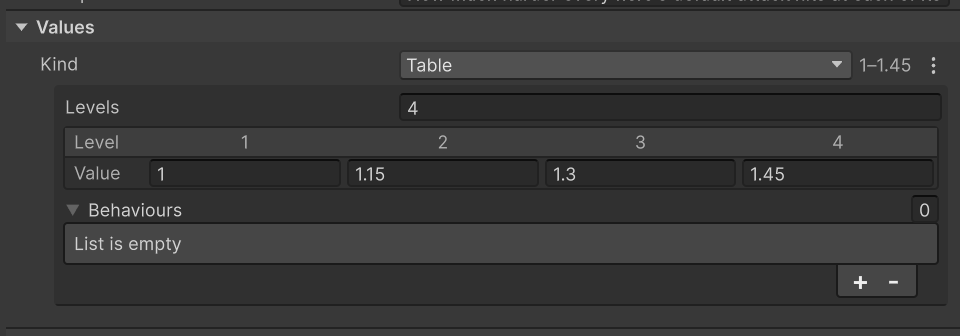 Values
Kind Table 1–1.45
Levels 4
Level 1 2 3 4
Value 1 1.15 1.3 1.45
Behaviours 0
List is empty
+ -